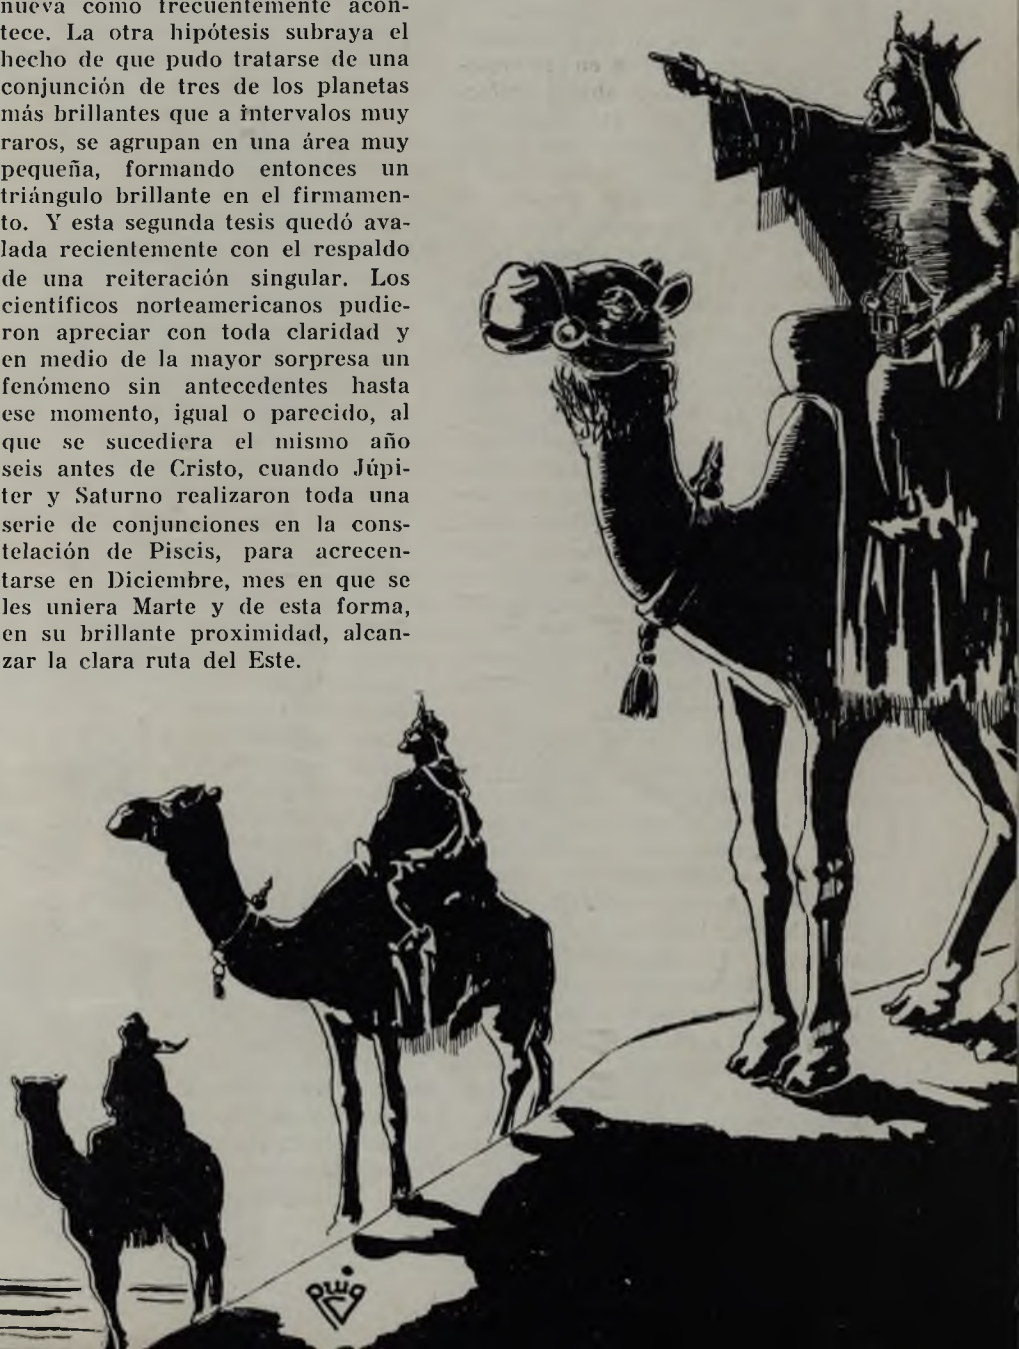 nueva como frecuentemente acon-
tece. La otra hipótesis subraya el
hecho de que pudo tratarse de una
conjunción de tres de los planetas
más brillantes que a intervalos muy
raros, se agrupan en una área muy
pequeña, formando entonces un
triángulo brillante en el firmamen-
to. Y esta segunda tesis quedó ava-
lada recientemente con el respaldo
de una reiteración singular. Los
científicos norteamericanos pudie-
ron apreciar con toda claridad y
en medio de la mayor sorpresa un
fenómeno sin antecedentes hasta
ese momento, igual o parecido, al
que se sucediera el mismo año
seis antes de Cristo, cuando Júpi-
ter y Saturno realizaron toda una
serie de conjunciones en la cons-
telación de Piscis, para acrecen-
tarse en Diciembre, mes en que se
les uniera Marte y de esta forma,
en su brillante proximidad, alcan-
zar la clara ruta del Este.
Puig